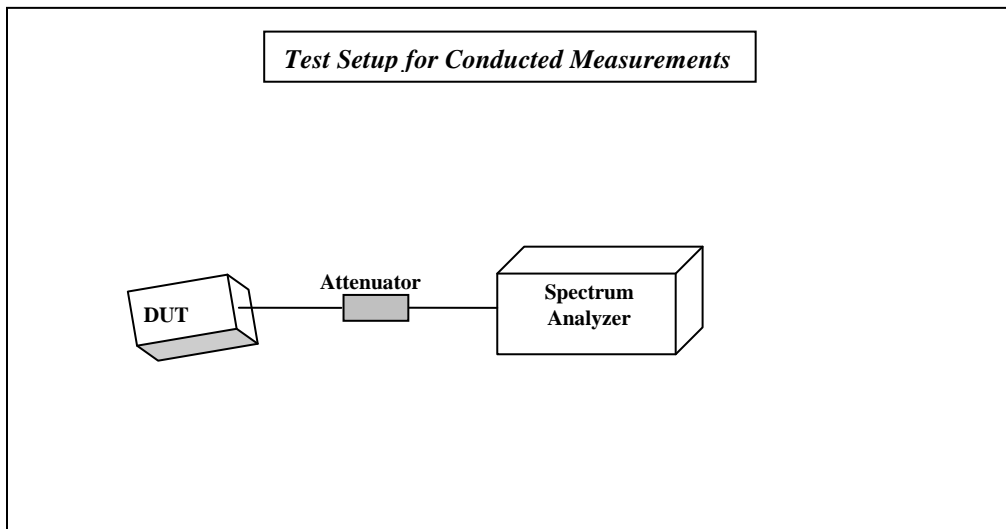 Test Setup for Conducted Measurements
Attenuator
DUT
Spectrum
Analyzer